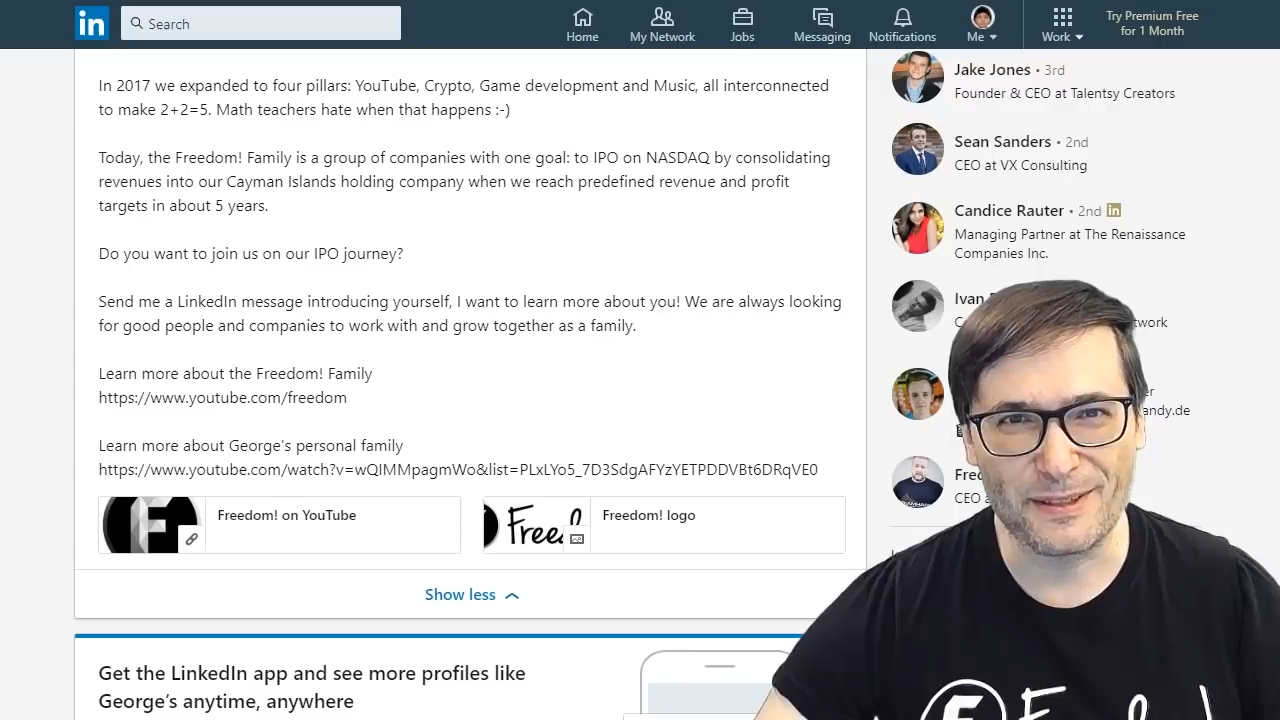 in
Search
Home
My Network
Jobs
Messaging
Notifications
Me
Work
Try Premium Free
for 1 Month
In 2017 we expanded to four pillars: YouTube, Crypto, Game development and Music, all interconnected
to make 2+2=5. Math teachers hate when that happens :-)
Today, the Freedom! Family is a group of companies with one goal: to IPO on NASDAQ by consolidating
revenues into our Cayman Islands holding company when we reach predefined revenue and profit
targets in about 5 years.
Do you want to join us on our IPO journey?
Send me a LinkedIn message introducing yourself, I want to learn more about you! We are always looking
for good people and companies to work with and grow together as a family.
Learn more about the Freedom! Family
https://www.youtube.com/freedom
Learn more about George's personal family
https://www.youtube.com/watch?v=wQIMMpagmWo&list=PLxLYo5_7D3SdgAFYzYETPDDVBt6DRqVE0
F
Freedom! on YouTube
Freedom! logo
Show less
Get the LinkedIn app and see more profiles like
George's anytime, anywhere
Jake Jones • 3rd
Founder & CEO at Talentsy Creators
Sean Sanders • 2nd
CEO at VX Consulting
Candice Rauter • 2nd in
Managing Partner at The Renaissance
Companies Inc.
Ivan
CEO